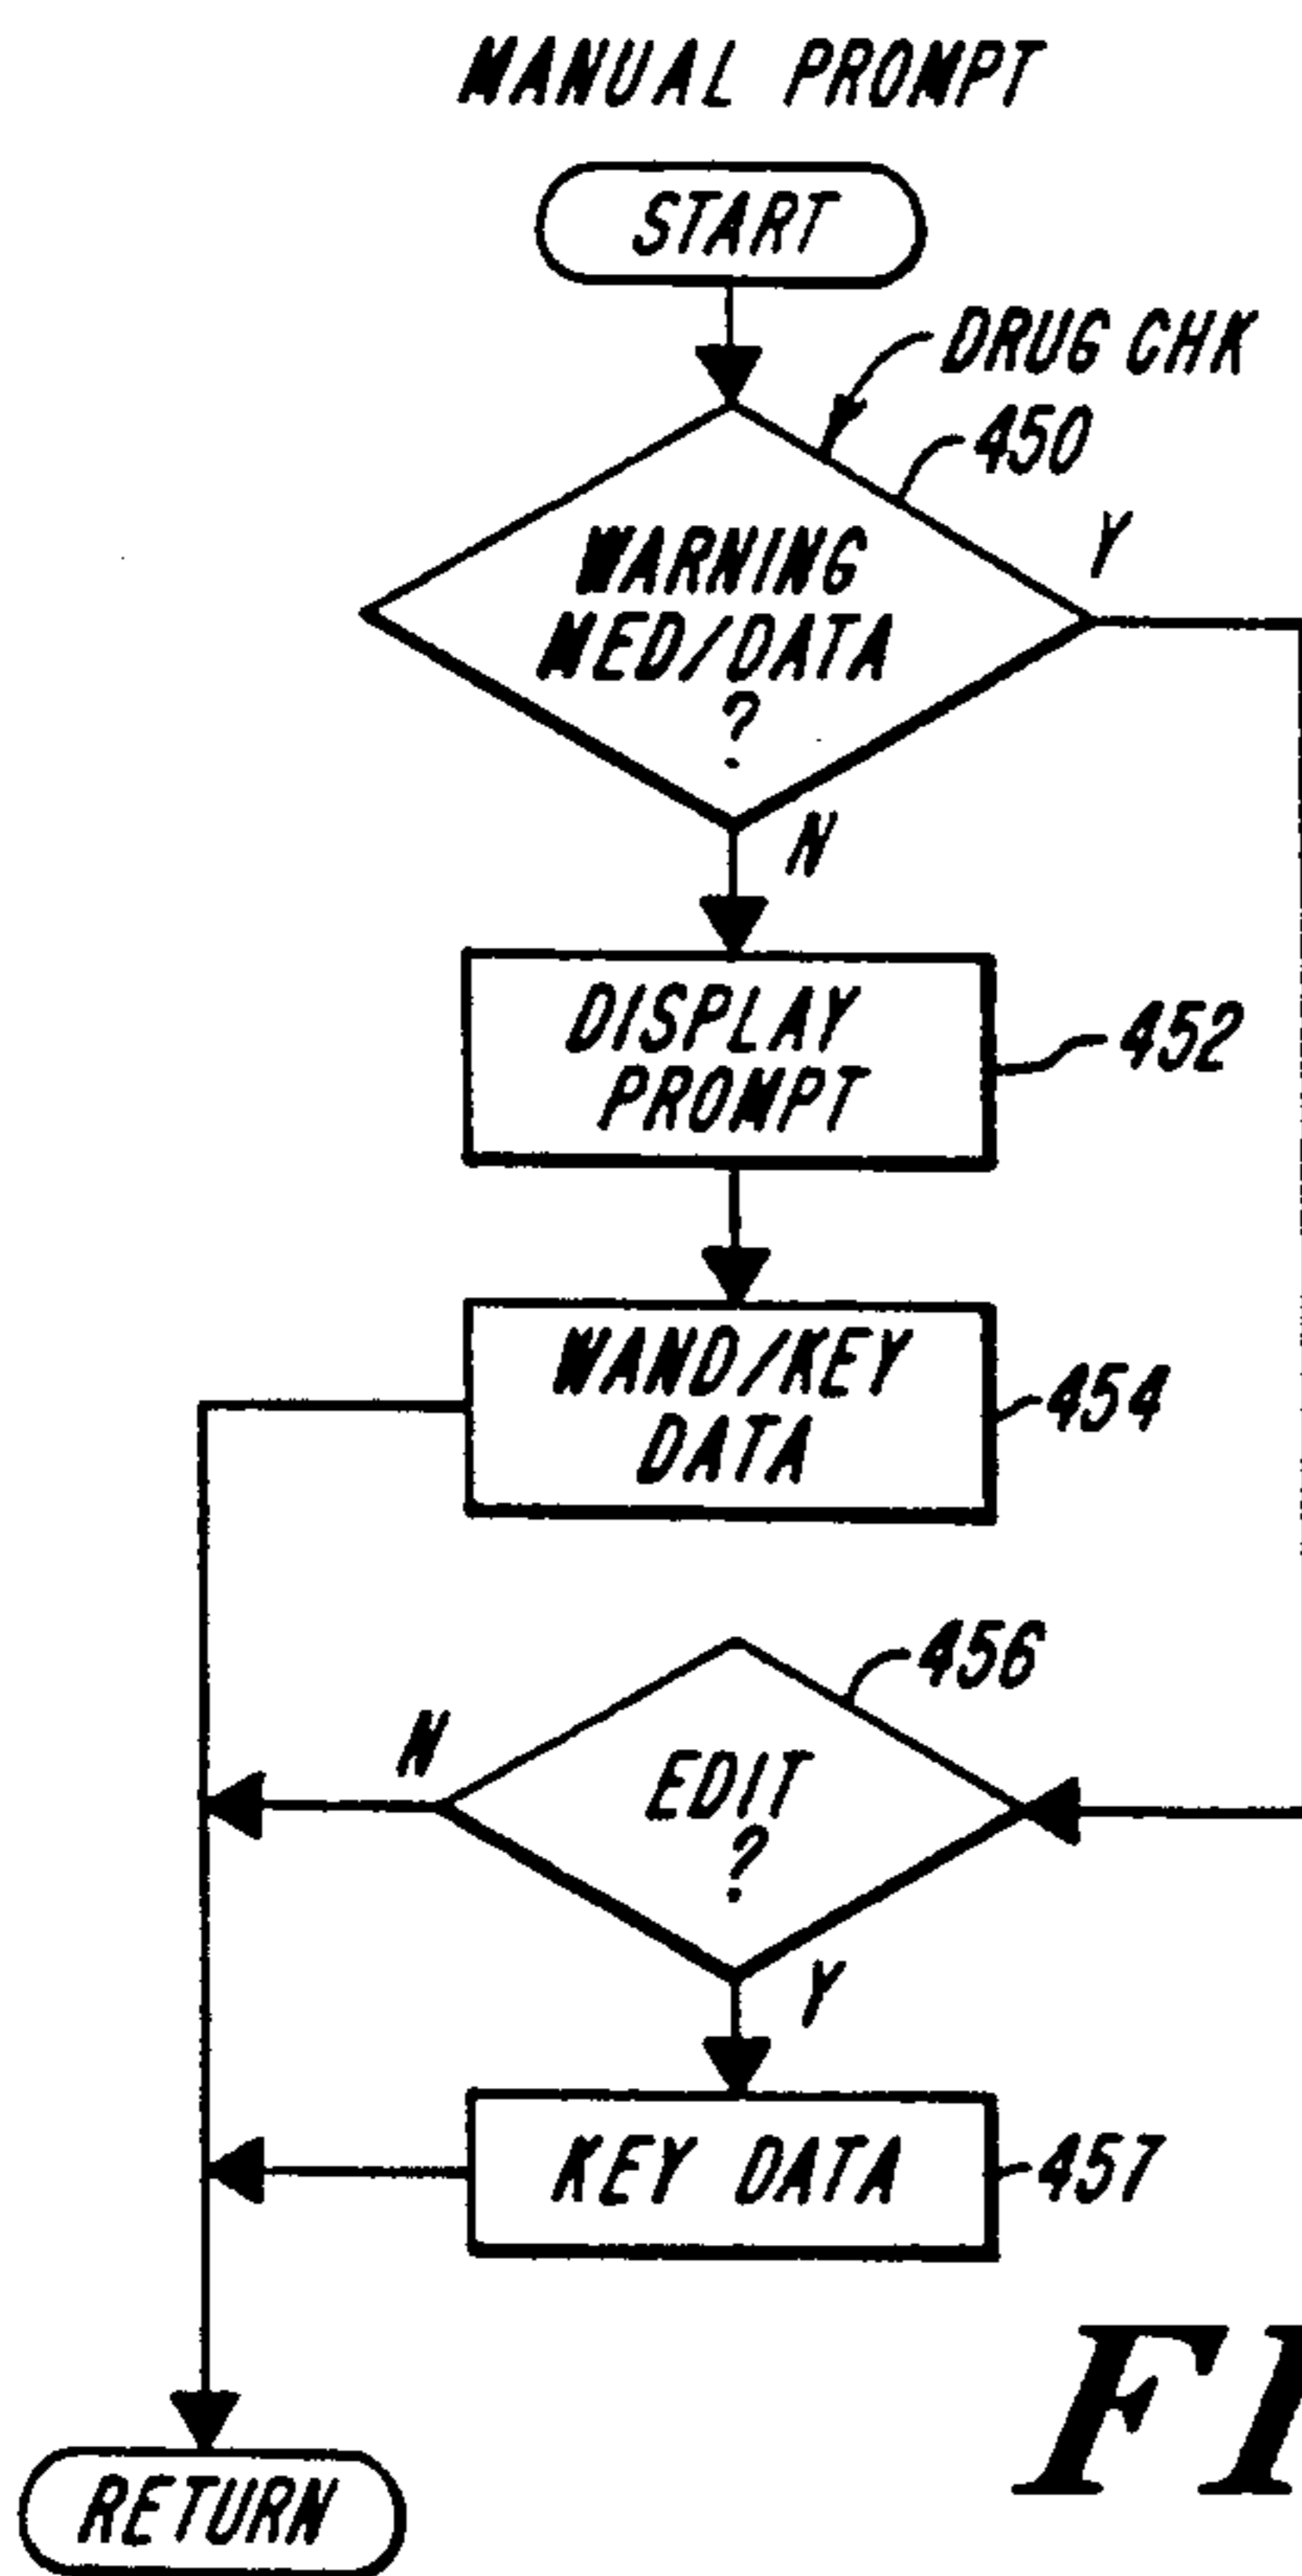 MANUAL PROMPT
START
DRUG CHK
450
Y
WARNING
MED/DATA
?
N
DISPLAY
PROMPT
452
WAND/KEY
DATA
454
456
N
EDIT
?
Y
KEY DATA
457
FI
RETURN